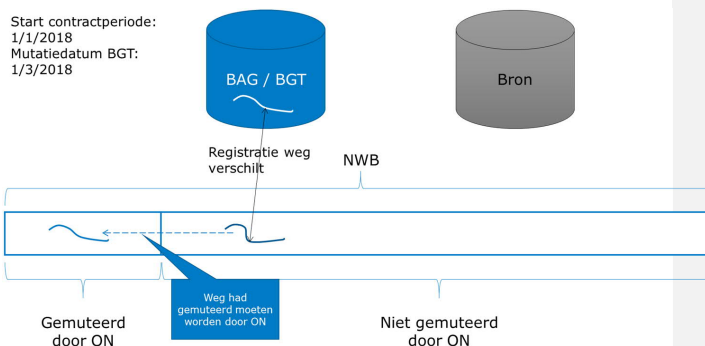 Start contractperiode:
1/1/2018
Mutatiedatum BGT:
1/3/2018
BAG / BGT
Bron
Registratie weg
verschilt
NWB
Weg had
gemuteerd moeten
worden door ON
Gemuteerd
door ON
Niet gemuteerd
door ON